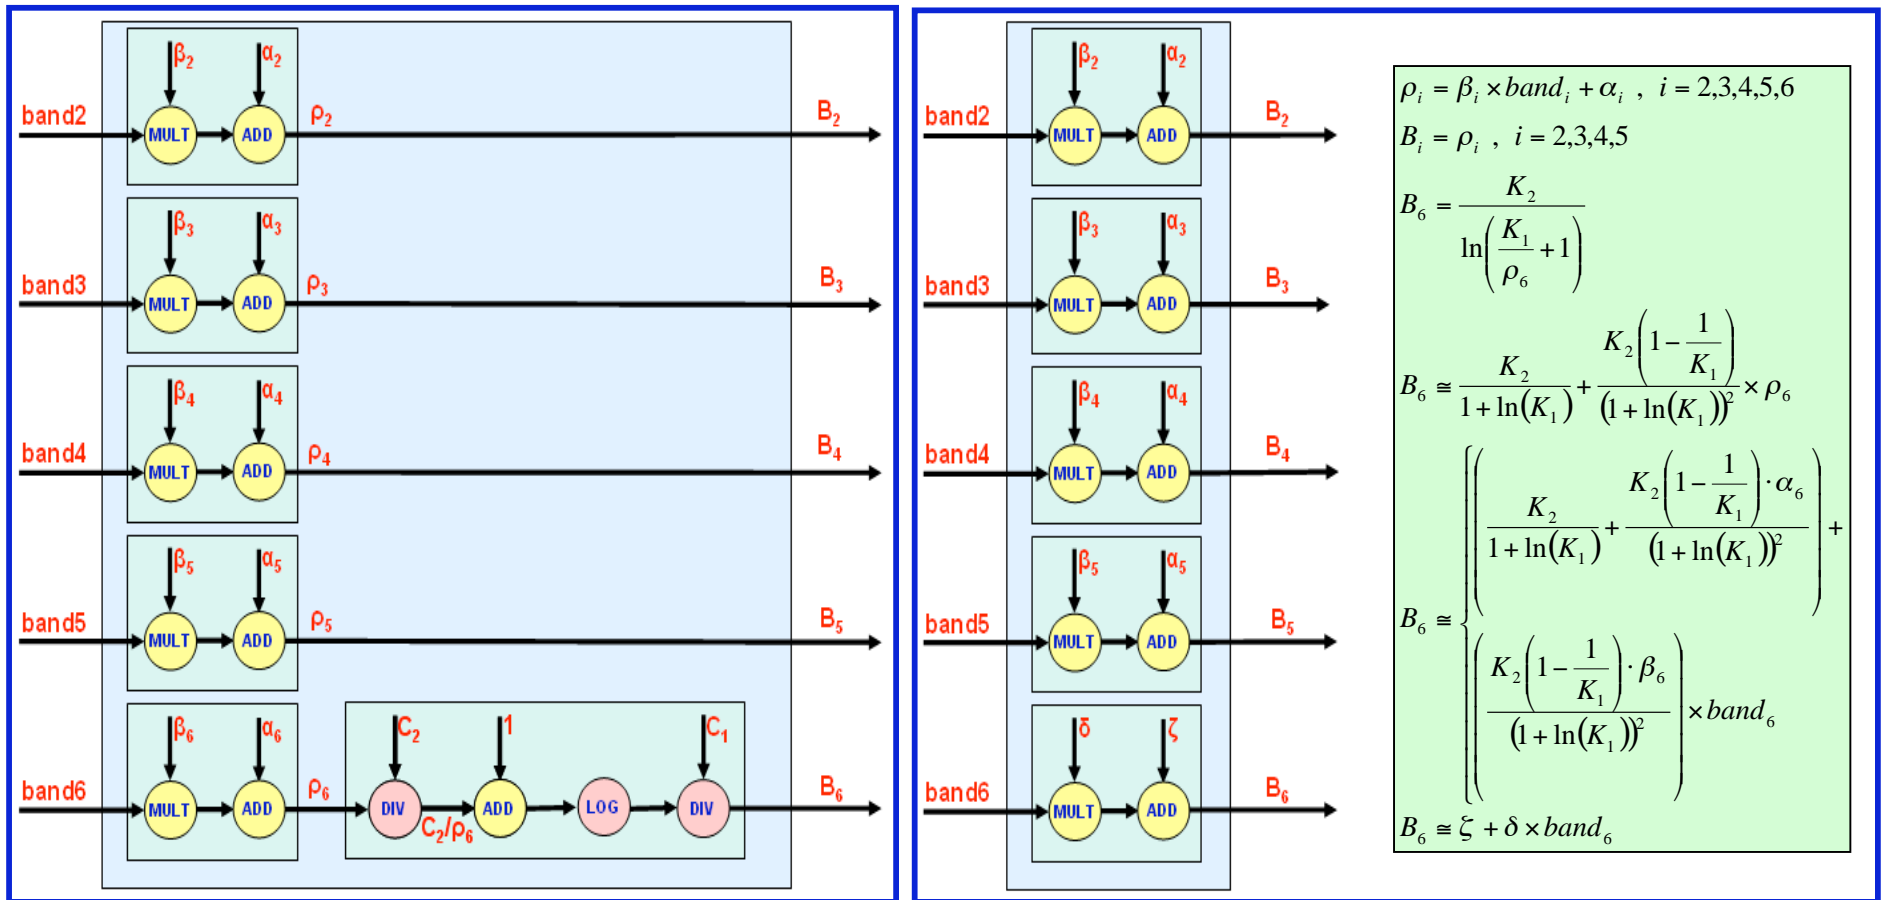 β₂ α₂
band2 MULT ADD ρ₂ B₂
β₃ α₃
band3 MULT ADD ρ₃ B₃
β₄ α₄
band4 MULT ADD ρ₄ B₄
β₅ α₅
band5 MULT ADD ρ₅ B₅
β₆ α₆ C₂ 1 C₁
band6 MULT ADD ρ₆ DIV C₂/ρ₆ ADD LOG DIV B₆
β₂ α₂
band2 MULT ADD B₂
β₃ α₃
band3 MULT ADD B₃
β₄ α₄
band4 MULT ADD B₄
β₅ α₅
band5 MULT ADD B₅
δ ζ
band6 MULT ADD B₆
ρᵢ = βᵢ × bandᵢ + αᵢ , i = 2,3,4,5,6
Bᵢ = ρᵢ , i = 2,3,4,5
B₆ = K₂ / ln(K₁/ρ₆ + 1)
B₆ ≅ K₂/(1 + ln(K₁)) + K₂(1 − 1/K₁)/(1 + ln(K₁))² × ρ₆
B₆ ≅ { (K₂/(1 + ln(K₁)) + K₂(1 − 1/K₁) · α₆/(1 + ln(K₁))²) +
(K₂(1 − 1/K₁) · β₆/(1 + ln(K₁))²) × band₆
B₆ ≅ ζ + δ × band₆